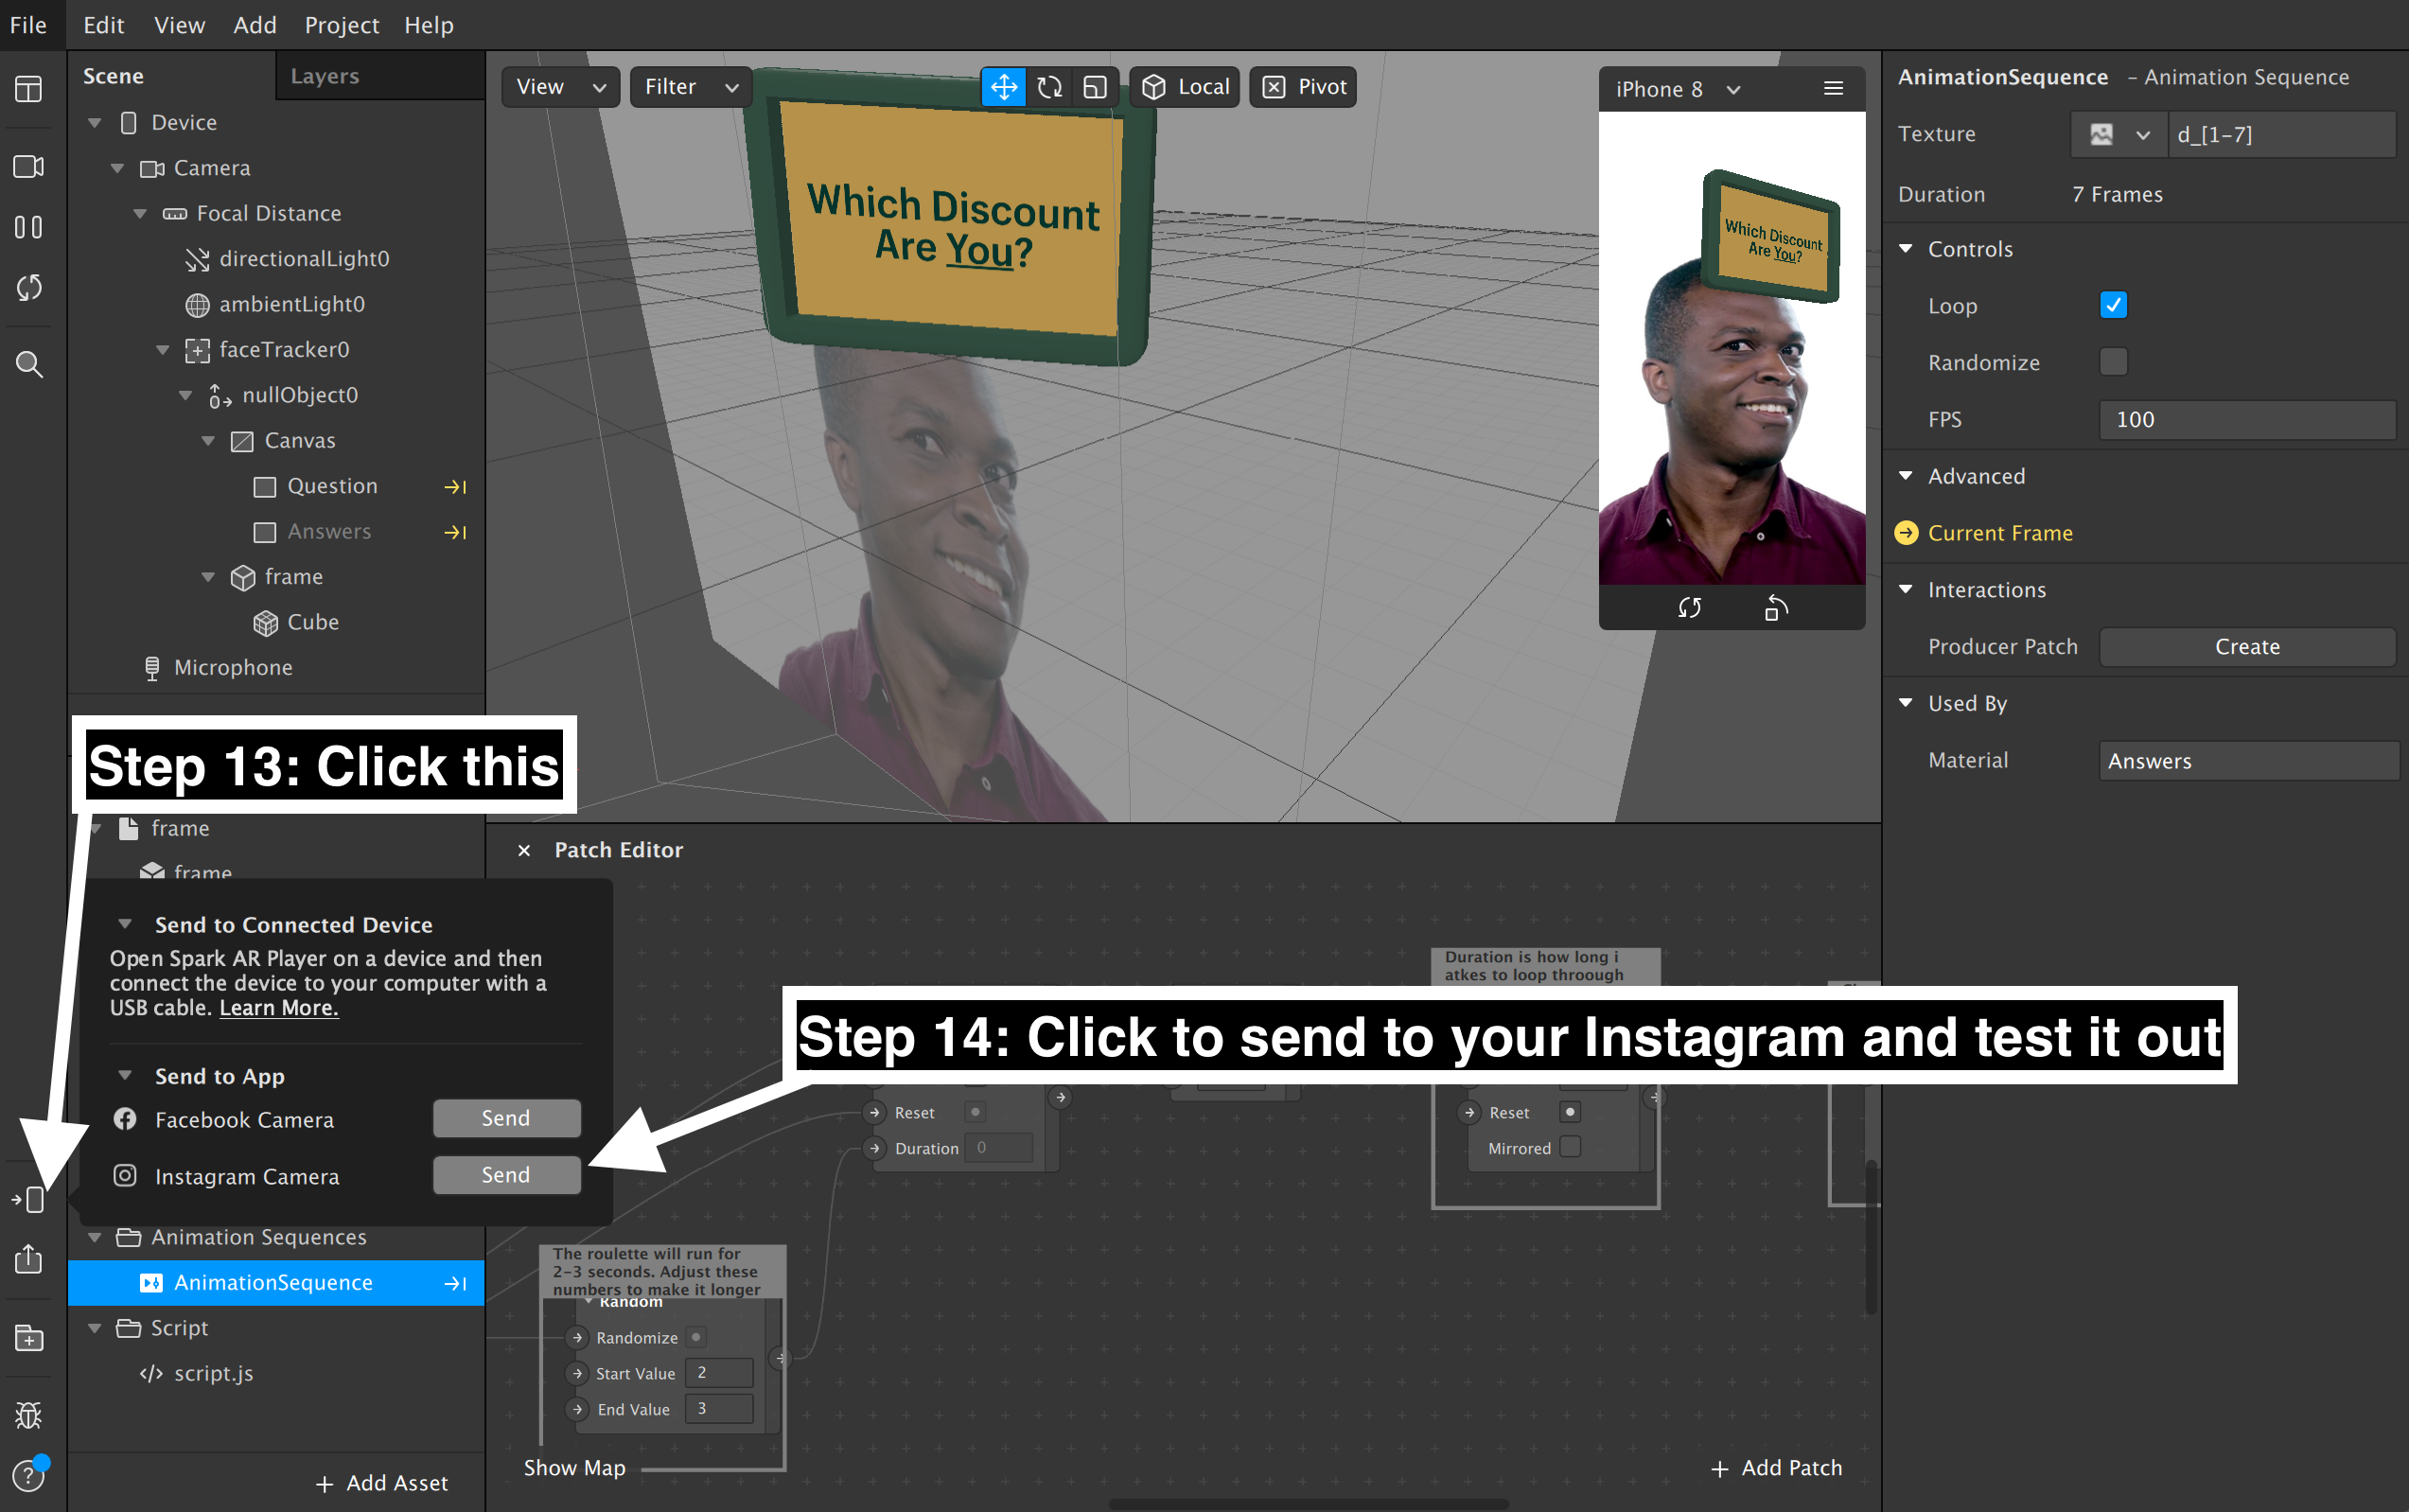 File Edit View Add Project Help
Scene Layers
Device
Camera
Focal Distance
directionalLight0
ambientLight0
faceTracker0
nullObject0
Canvas
Question
Answers
frame
Cube
Microphone
Step 13: Click this
frame
frame
Send to Connected Device
Open Spark AR Player on a device and then
connect the device to your computer with a
USB cable. Learn More.
Send to App
Facebook Camera Send
Instagram Camera Send
Animation Sequences
AnimationSequence
Script
script.js
+ Add Asset
View Filter Local Pivot
Which Discount
Are You?
iPhone 8
Which Discount
Are You?
Patch Editor
Duration is how long i
atkes to loop throough
Step 14: Click to send to your Instagram and test it out
Reset
Duration 0
Reset
Mirrored
The roulette will run for
2-3 seconds. Adjust these
numbers to make it longer
Random
Randomize
Start Value 2
End Value 3
Show Map
+ Add Patch
AnimationSequence - Animation Sequence
Texture d_[1-7]
Duration 7 Frames
Controls
Loop
Randomize
FPS 100
Advanced
Current Frame
Interactions
Producer Patch Create
Used By
Material Answers